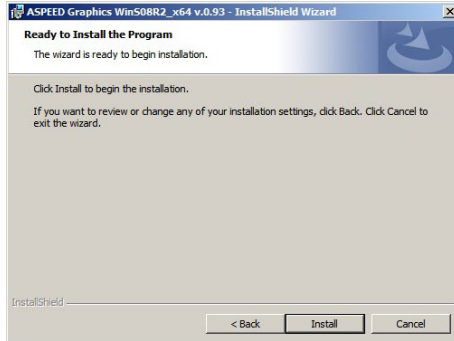 ASPEED Graphics WinS08R2_x64 v.0.93 - InstallShield Wizard
Ready to Install the Program
The wizard is ready to begin installation.
Click Install to begin the installation.
If you want to review or change any of your installation settings, click Back. Click Cancel to
exit the wizard.
InstallShield
< Back Install Cancel